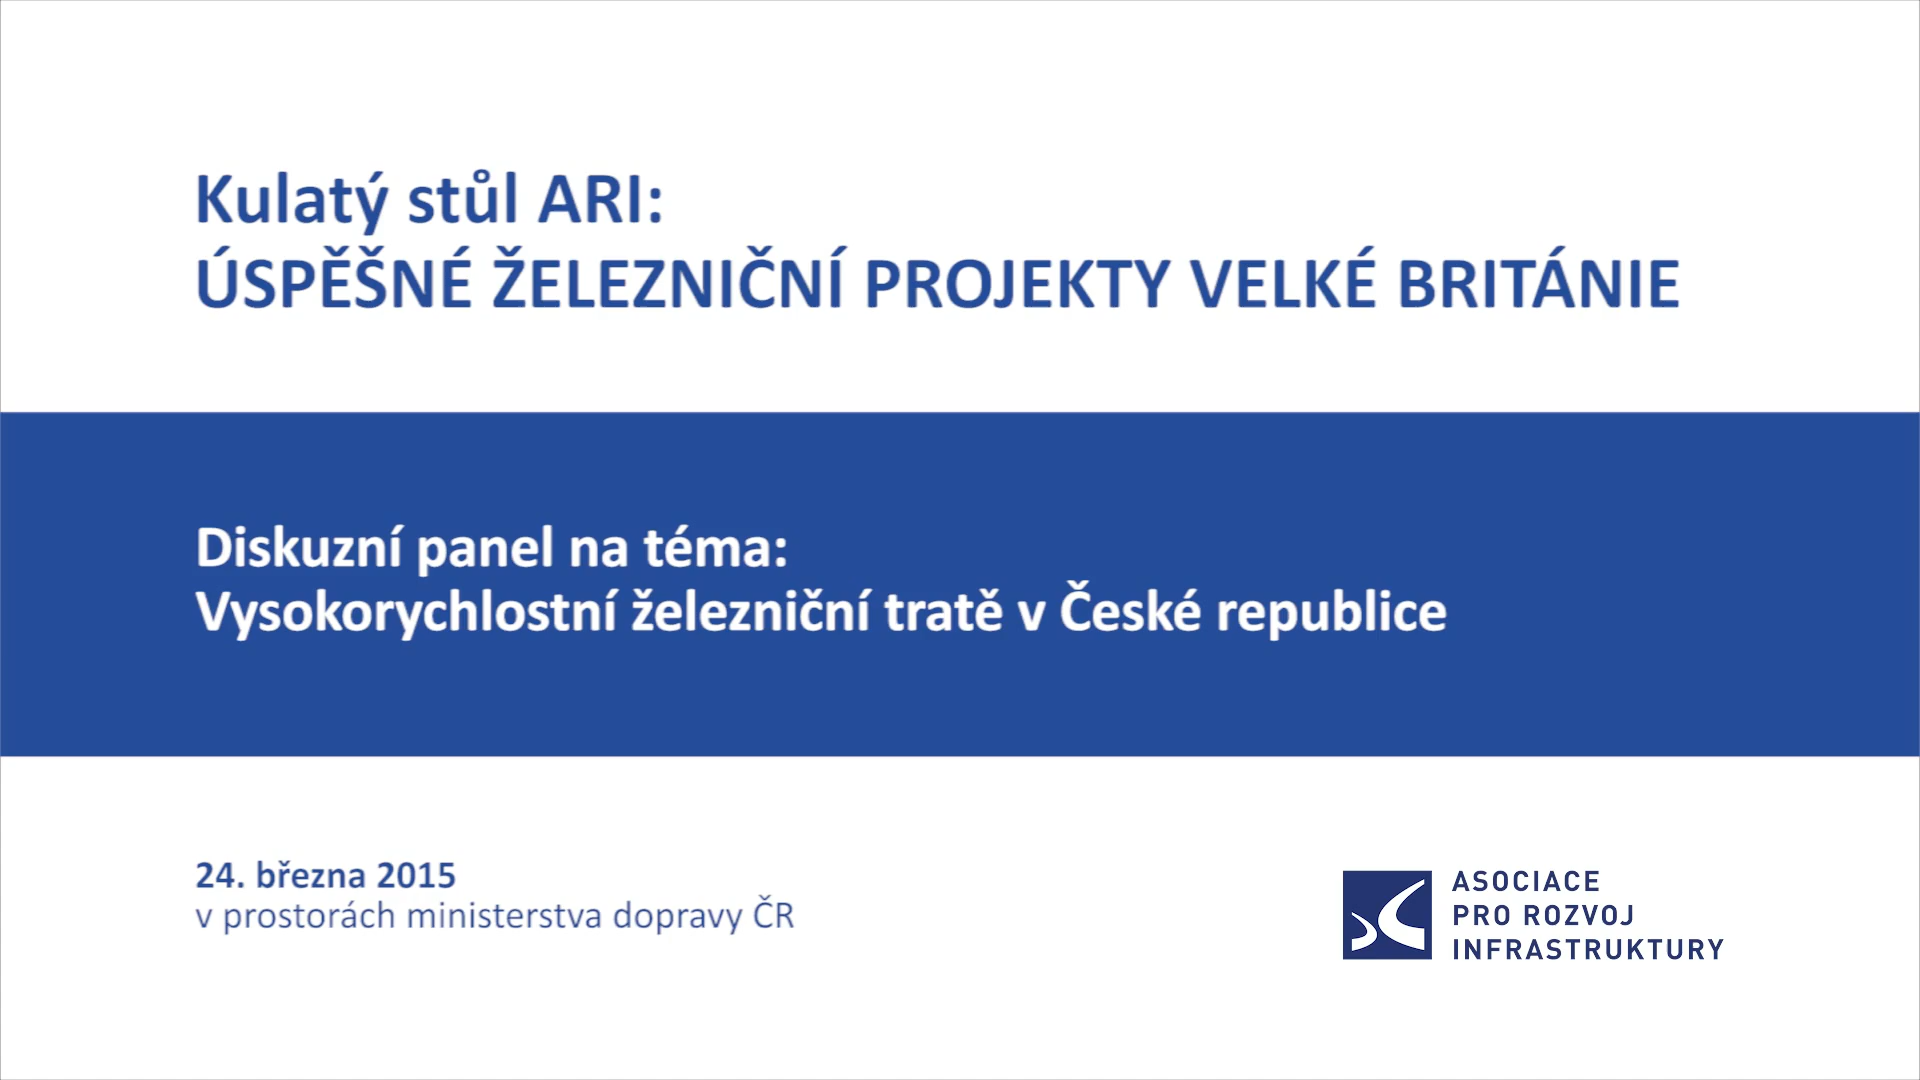 Kulatý stůl ARI:
ÚSPĚŠNÉ ŽELEZNIČNÍ PROJEKTY VELKÉ BRITÁNIE
Diskuzní panel na téma:
Vysokorychlostní železniční tratě v České republice
24. března 2015
v prostorách ministerstva dopravy ČR
ASOCIACE
PRO ROZVOJ
INFRASTRUKTURY